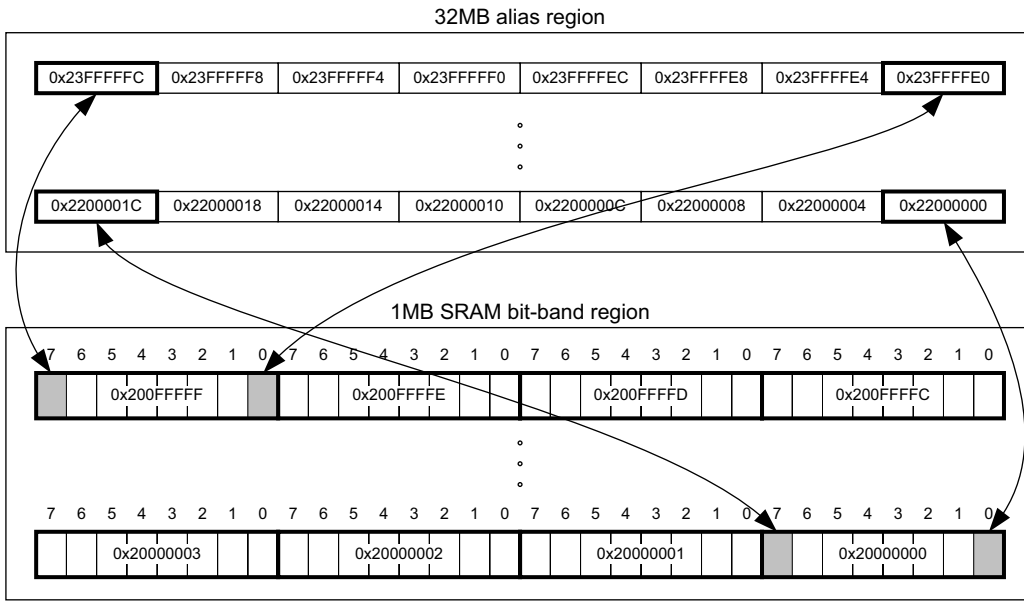 32MB alias region
0x23FFFFFC 0x23FFFFF8 0x23FFFFF4 0x23FFFFF0 0x23FFFFEC 0x23FFFFE8 0x23FFFFE4 0x23FFFFE0
0x2200001C 0x22000018 0x22000014 0x22000010 0x2200000C 0x22000008 0x22000004 0x22000000
1MB SRAM bit-band region
7 6 5 4 3 2 1 0 7 6 5 4 3 2 1 0 7 6 5 4 3 2 1 0 7 6 5 4 3 2 1 0
0x200FFFFF 0x200FFFFE 0x200FFFFD 0x200FFFFC
7 6 5 4 3 2 1 0 7 6 5 4 3 2 1 0 7 6 5 4 3 2 1 0 7 6 5 4 3 2 1 0
0x20000003 0x20000002 0x20000001 0x20000000